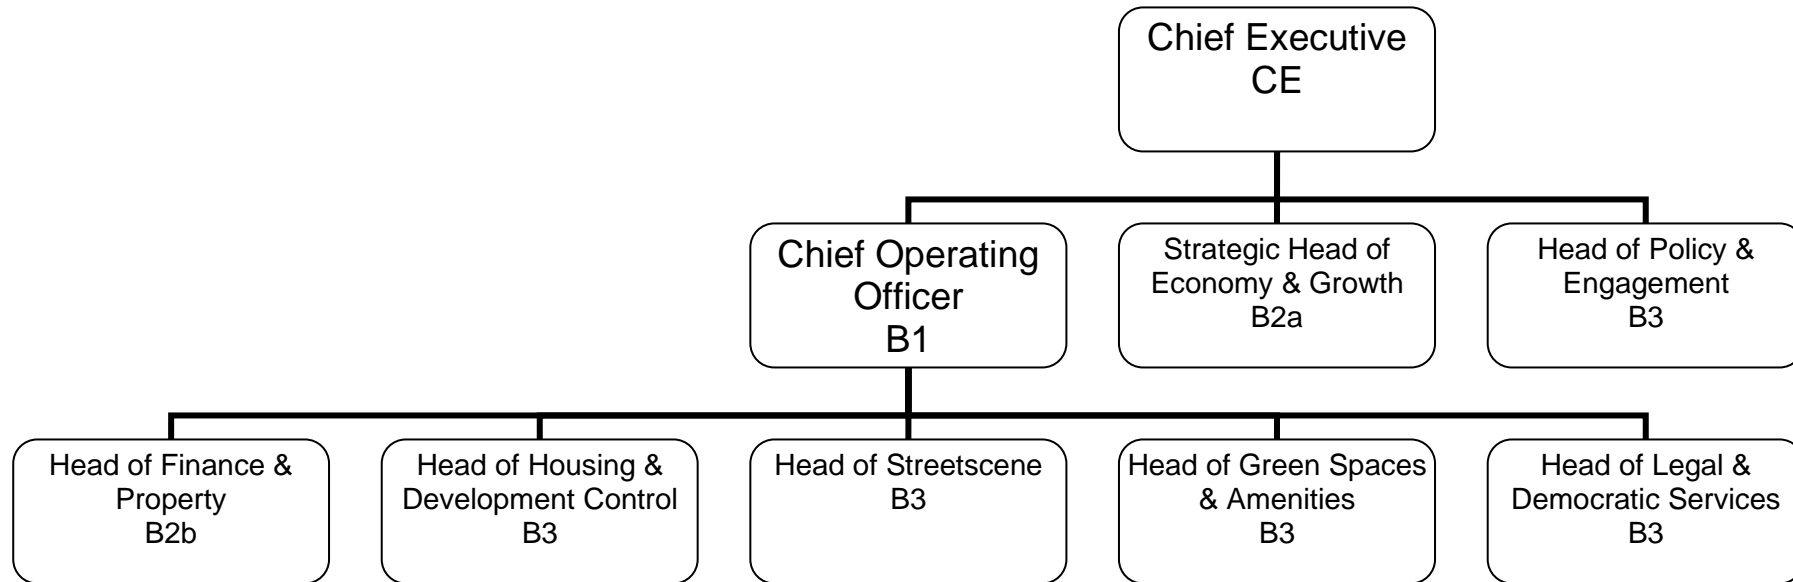 Chief Executive
CE
Chief Operating
Officer
B1
Strategic Head of
Economy & Growth
B2a
Head of Policy &
Engagement
B3
Head of Finance &
Property
B2b
Head of Housing &
Development Control
B3
Head of Streetscene
B3
Head of Green Spaces
& Amenities
B3
Head of Legal &
Democratic Services
B3